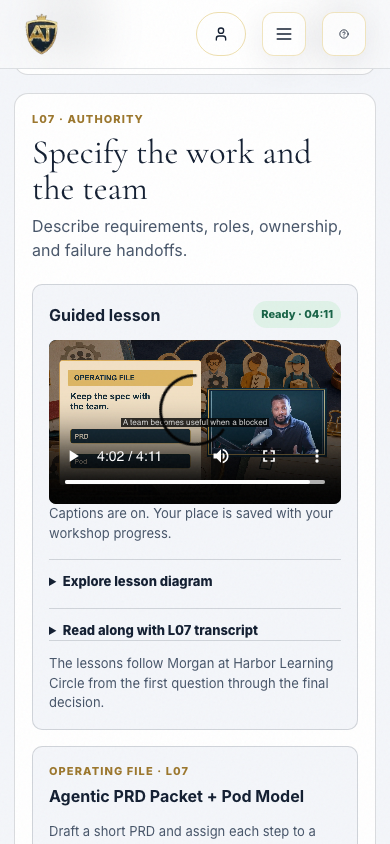 AT
L07 · AUTHORITY
Specify the work and
the team
Describe requirements, roles, ownership,
and failure handoffs.
Guided lesson
Ready · 04:11
OPERATING FILE
Keep the spec with
the team.
A team becomes useful when a blocked
PRD
Pod
4:02 / 4:11
Captions are on. Your place is saved with your
workshop progress.
Explore lesson diagram
Read along with L07 transcript
The lessons follow Morgan at Harbor Learning
Circle from the first question through the final
decision.
OPERATING FILE · L07
Agentic PRD Packet + Pod Model
Draft a short PRD and assign each step to a